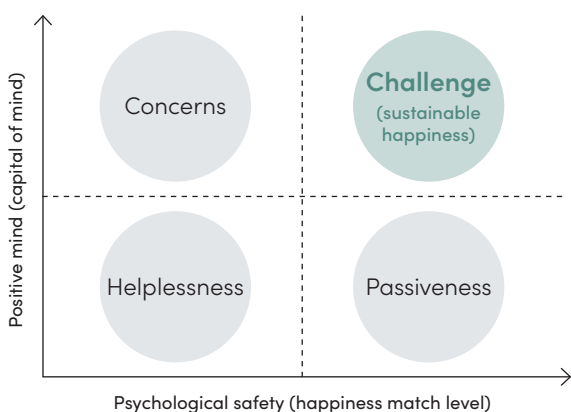 Positive mind (capital of mind)
Concerns
Challenge
(sustainable
happiness)
Helplessness
Passiveness
Psychological safety (happiness match level)